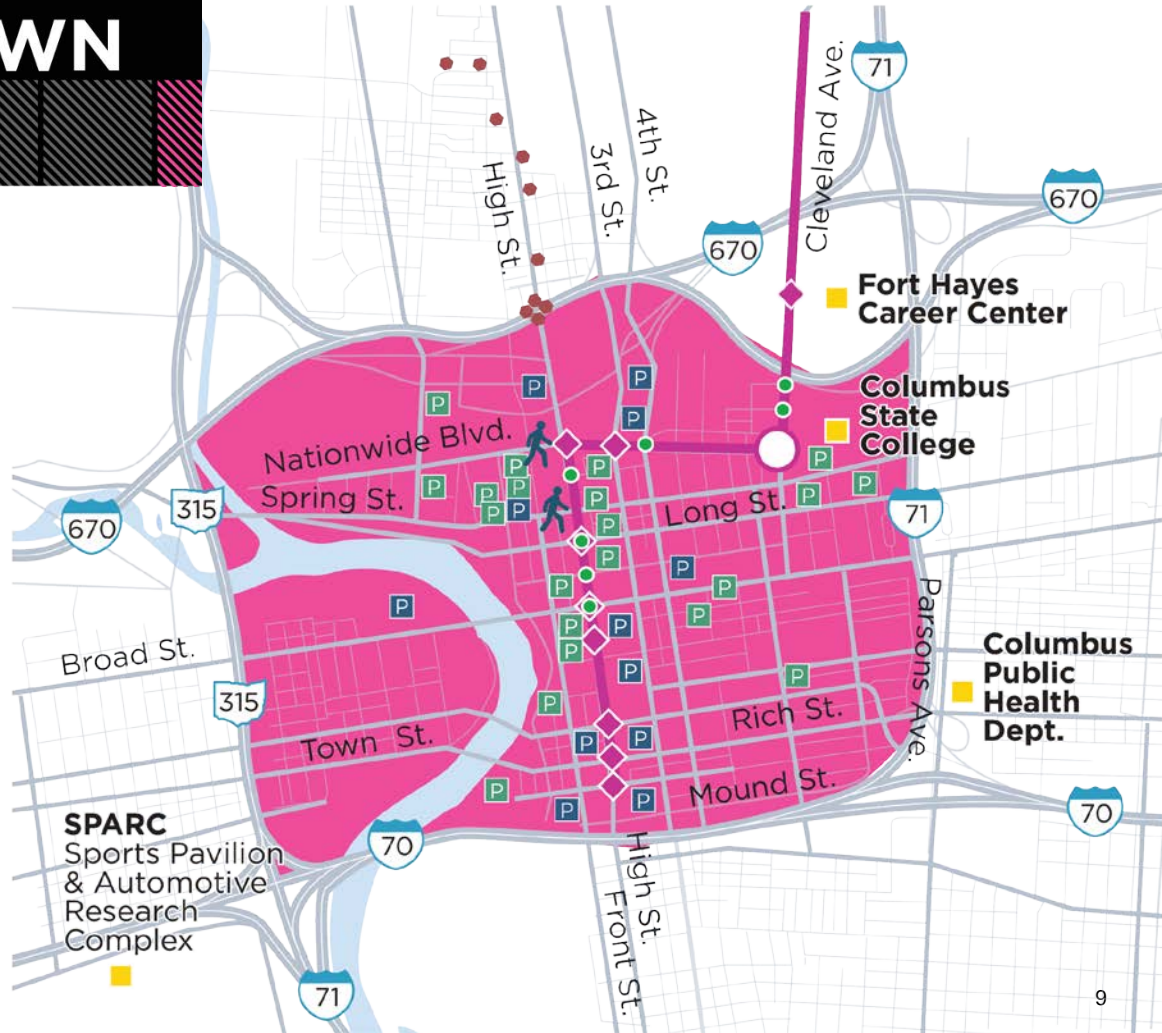 WN
71
Cleveland Ave.
4th St.
3rd St.
High St.
670
670
Fort Hayes
Career Center
Columbus
State
College
P
P
P
P
Nationwide Blvd.
P
P
P
P
P
P
P
P
Spring St.
P
P
P
P
Long St.
315
670
71
P
P
P
P
P
Parsons Ave.
P
P
P
P
P
Broad St.
Columbus
Public
Health
Dept.
P
P
315
P
Rich St.
Town St.
P
P
P
Mound St.
P
P
70
SPARC
Sports Pavilion
& Automotive
Research
Complex
70
High St.
Front St.
71
9